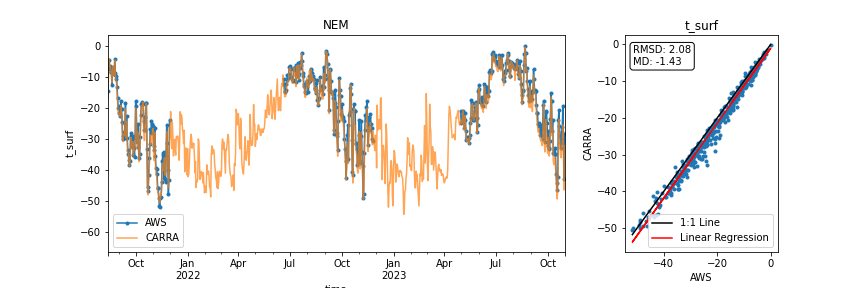 NEM
t_surf
0
−10
−20
−30
−40
−50
−60
t_surf
AWS
CARRA
Oct
Jan
2022
Apr
Jul
Oct
Jan
2023
Apr
Jul
Oct
time
t_surf
RMSD: 2.08
MD: -1.43
0
−10
−20
−30
−40
−50
CARRA
1:1 Line
Linear Regression
−40
−20
0
AWS